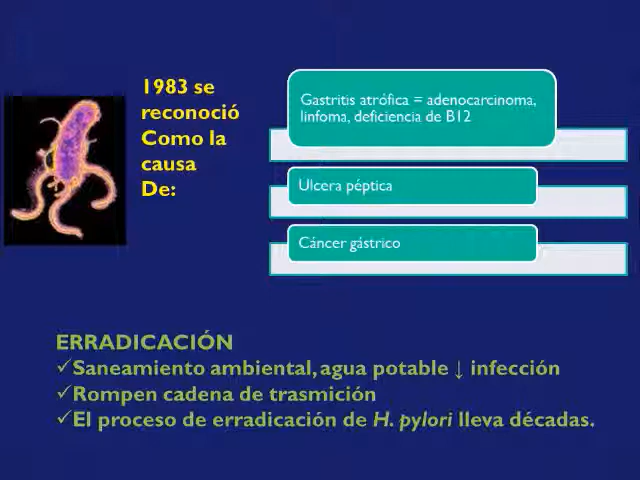 1983 se
reconoció
Como la
causa
De:
Gastritis atrófica = adenocarcinoma,
linfoma, deficiencia de B12
Ulcera péptica
Cáncer gástrico
ERRADICACIÓN
✓Saneamiento ambiental, agua potable ↓ infección
✓Rompen cadena de trasmición
✓El proceso de erradicación de H. pylori lleva décadas.